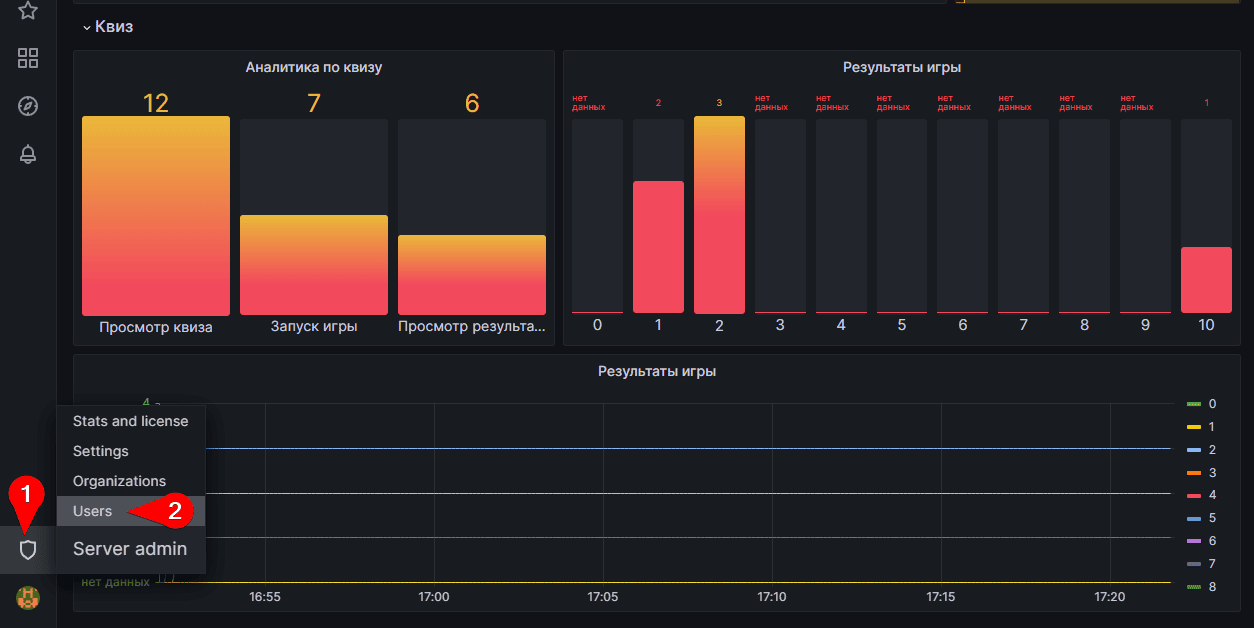 Квиз
Аналитика по квизу
12
7
6
Просмотр квиза
Запуск игры
Просмотр результа...
Результаты игры
нет
данных
2
3
нет
данных
нет
данных
нет
данных
нет
данных
нет
данных
нет
данных
нет
данных
1
0
1
2
3
4
5
6
7
8
9
10
Результаты игры
4
нет данных
16:55
17:00
17:05
17:10
17:15
17:20
0
1
2
3
4
5
6
7
8
Stats and license
Settings
Organizations
Users
Server admin
1
2